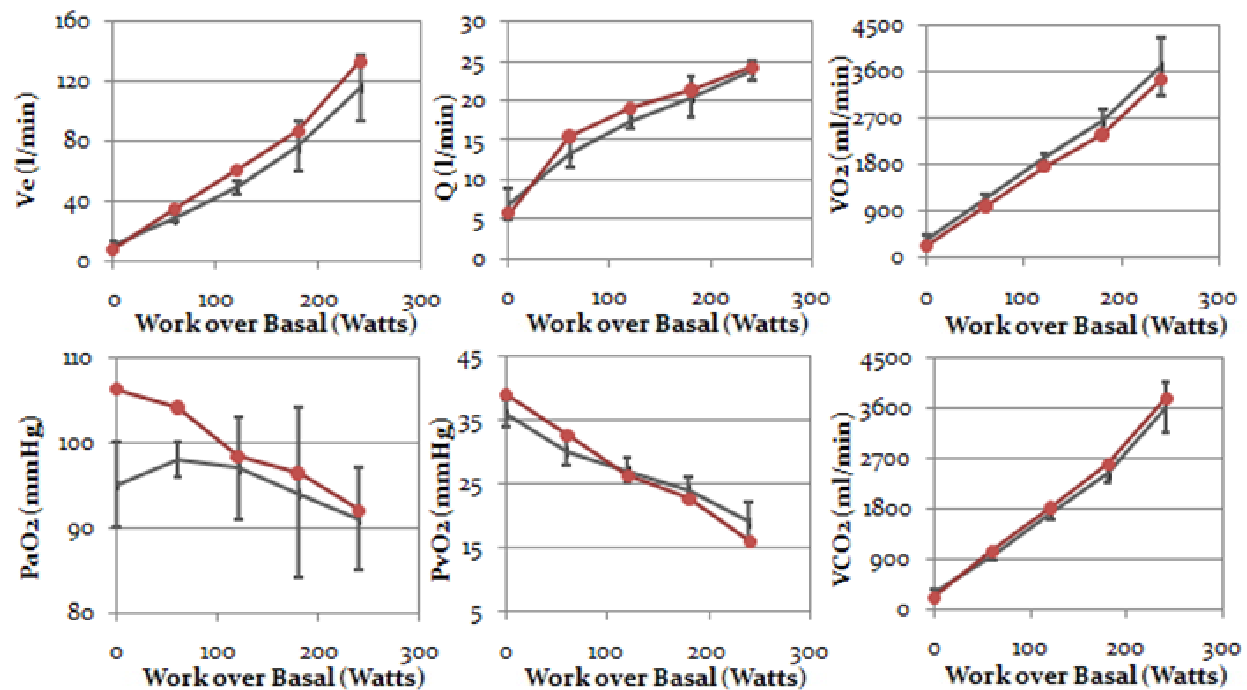 160
120
80
40
0
Ve (l/min)
0 100 200 300
Work over Basal (Watts)
30
25
20
15
10
5
0
Q (l/min)
0 100 200 300
Work over Basal (Watts)
4500
3600
2700
1800
900
0
VO2 (ml/min)
0 100 200 300
Work over Basal (Watts)
110
100
90
80
PaO2 (mmHg)
0 100 200 300
Work over Basal (Watts)
45
35
25
15
5
PvO2 (mmHg)
0 100 200 300
Work over Basal (Watts)
4500
3600
2700
1800
900
0
VCO2 (ml/min)
0 100 200 300
Work over Basal (Watts)